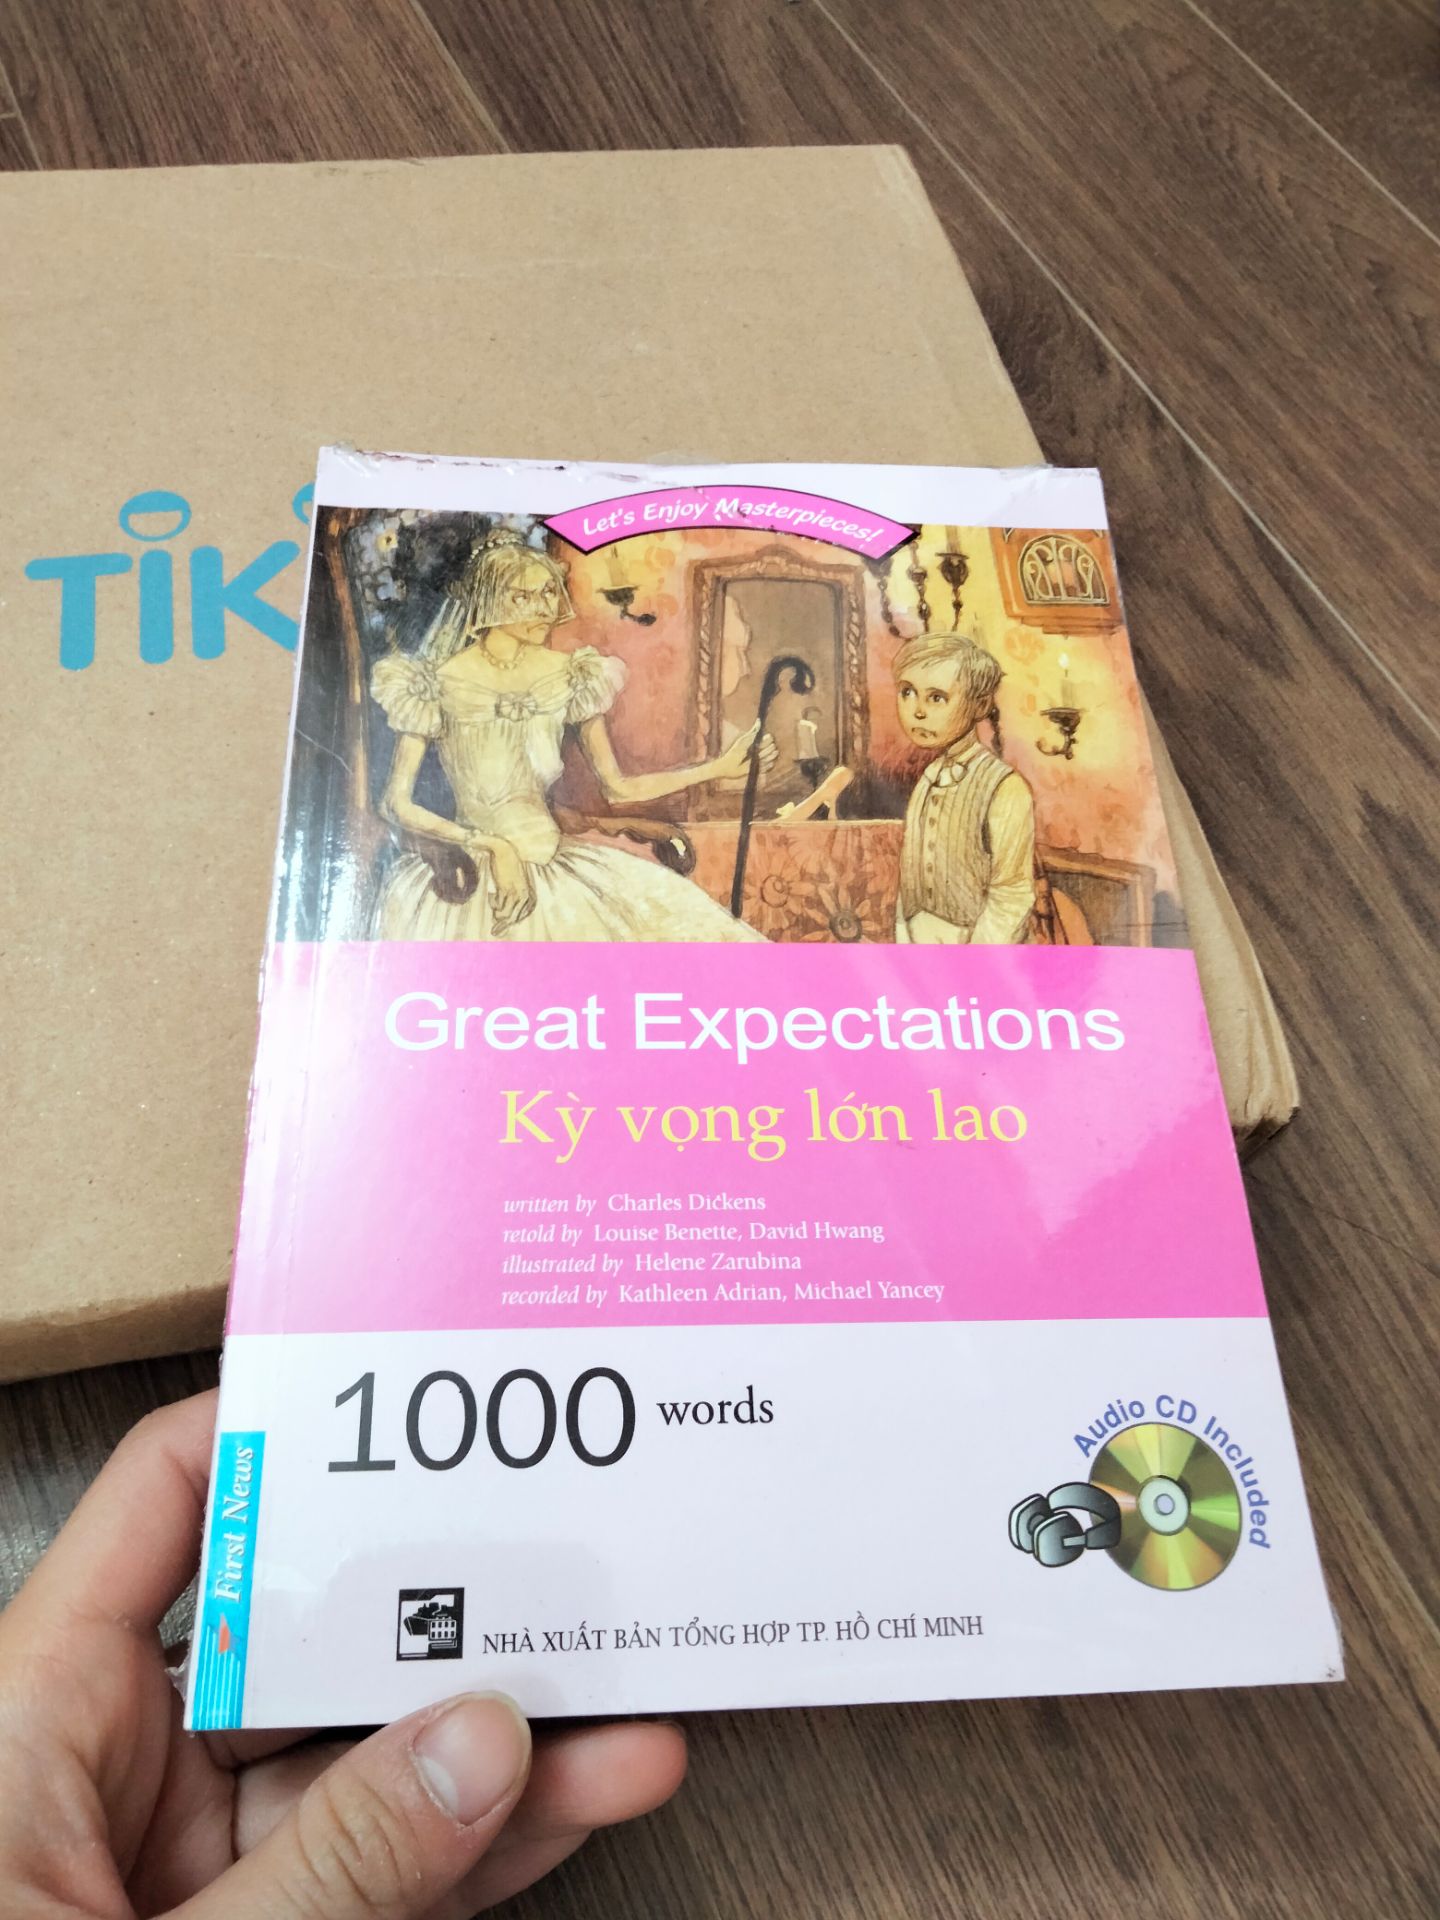 TIKI
Let's Enjoy Masterpieces!
Great Expectations
Kỳ vọng lớn lao
written by Charles Dickens
retold by Louise Benette, David Hwang
illustrated by Helene Zarubina
recorded by Kathleen Adrian, Michael Yancey
1000 words
Audio CD Included
First News
NHÀ XUẤT BẢN TỔNG HỢP TP. HỒ CHÍ MINH